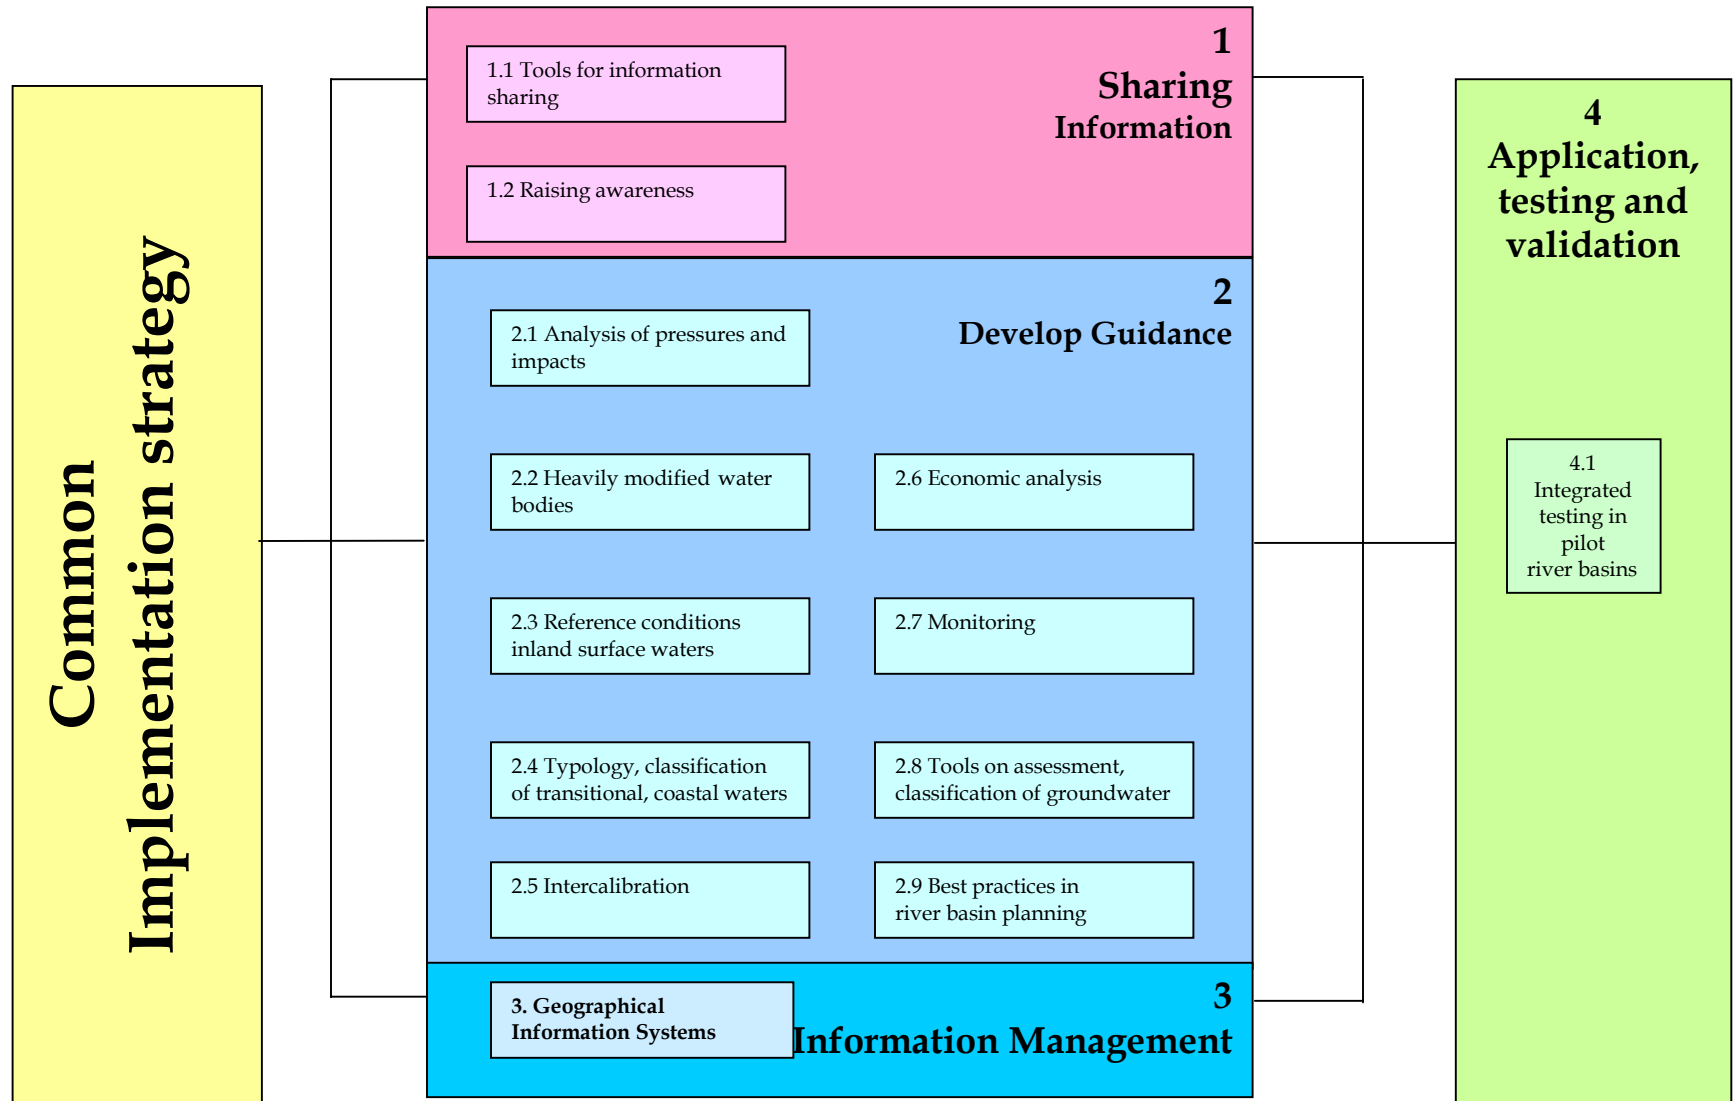 Common
Implementation strategy
1
Sharing
Information
1.1 Tools for information
sharing
1.2 Raising awareness
2
Develop Guidance
2.1 Analysis of pressures and
impacts
2.2 Heavily modified water
bodies
2.3 Reference conditions
inland surface waters
2.4 Typology, classification
of transitional, coastal waters
2.5 Intercalibration
2.6 Economic analysis
2.7 Monitoring
2.8 Tools on assessment,
classification of groundwater
2.9 Best practices in
river basin planning
3
Information Management
3. Geographical
Information Systems
4
Application,
testing and
validation
4.1
Integrated
testing in
pilot
river basins